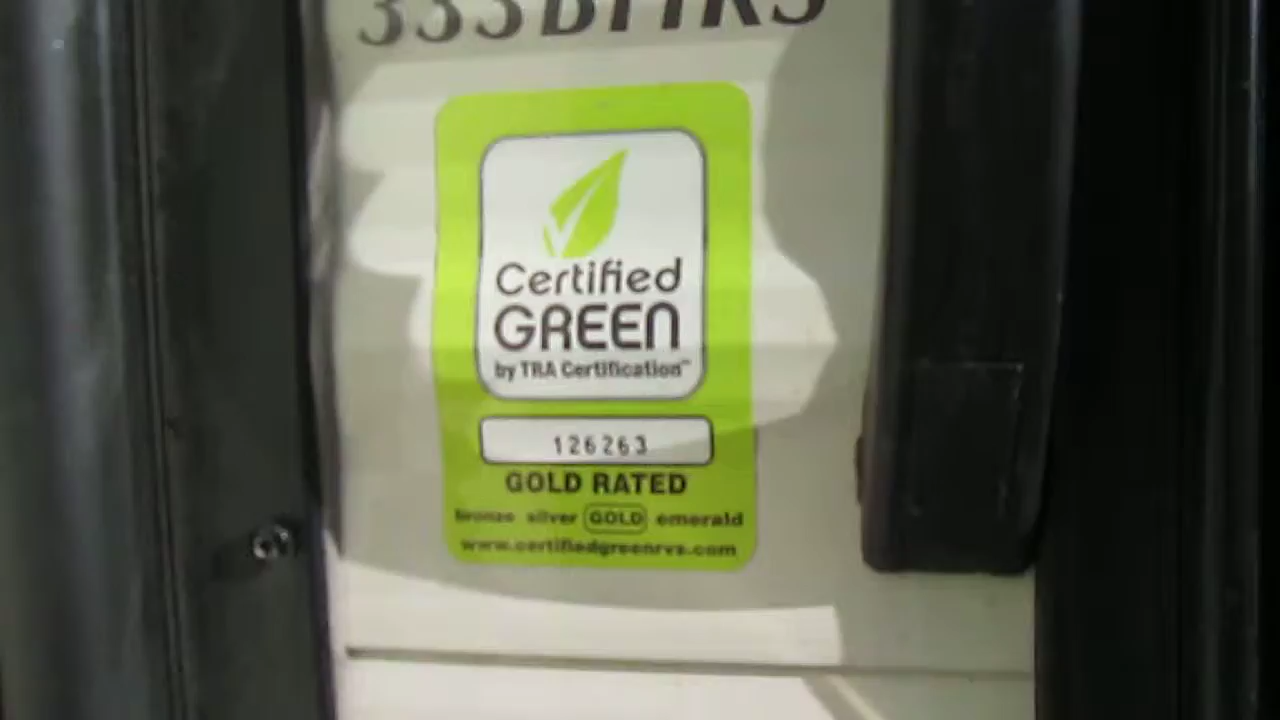 Certified
GREEN
by TRA Certification™
126263
GOLD RATED
bronze silver GOLD emerald
www.certifiedgreenrvs.com